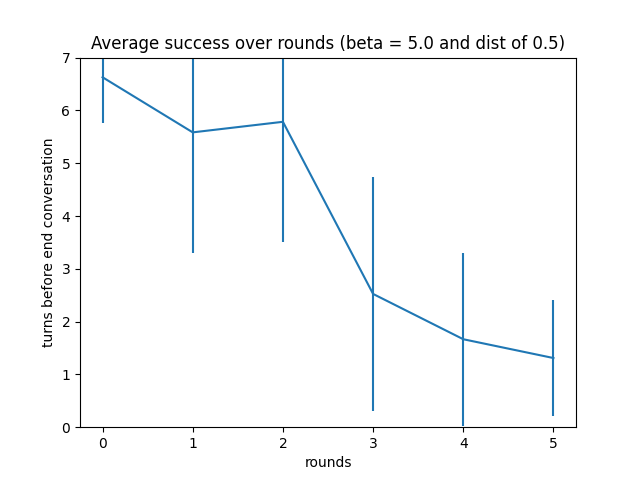 Average success over rounds (beta = 5.0 and dist of 0.5)
turns before end conversation
7
6
5
4
3
2
1
0
0 1 2 3 4 5
rounds